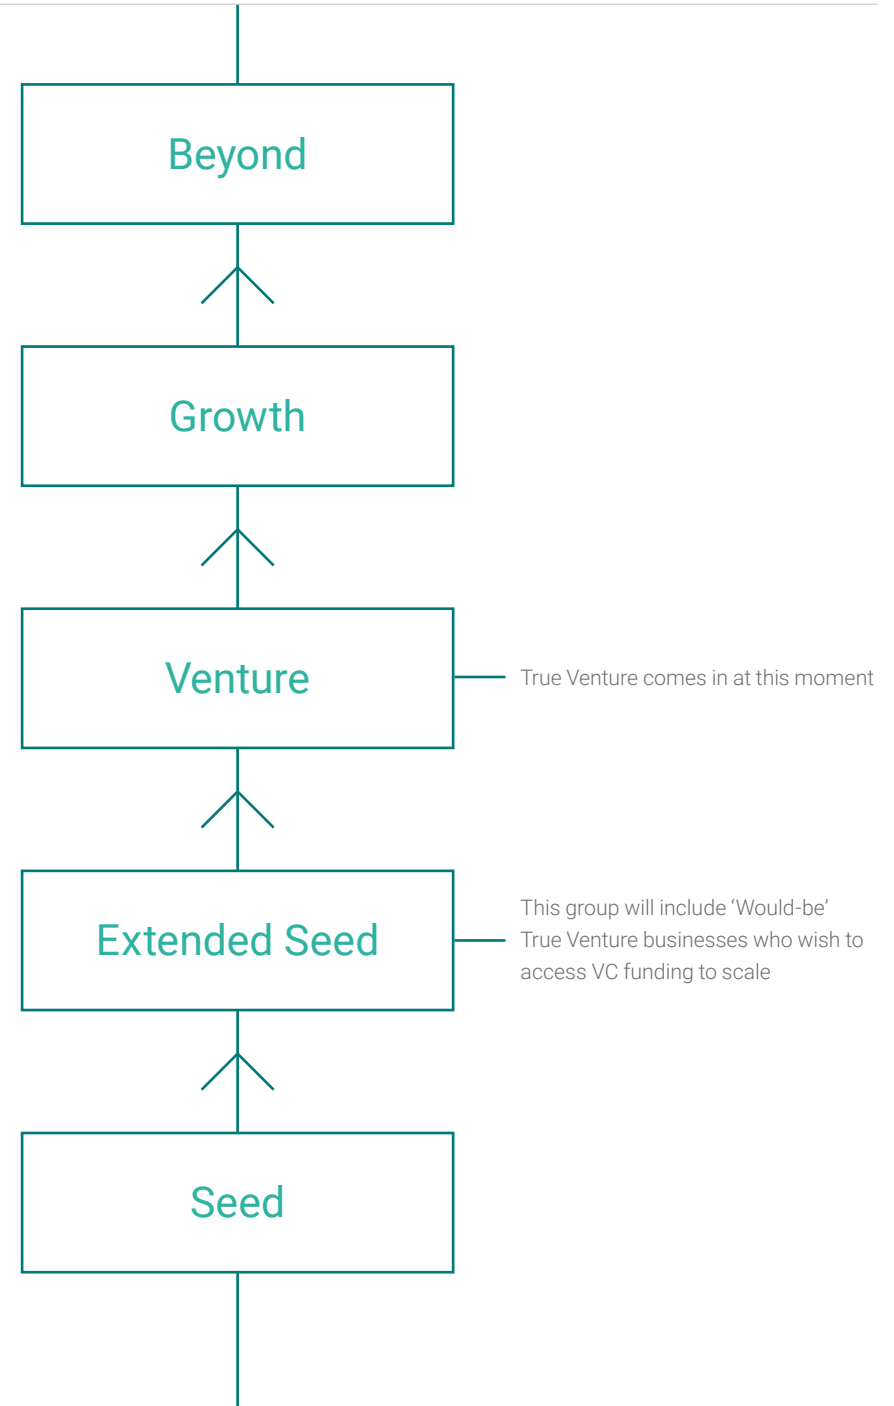 Beyond
Growth
Venture
True Venture comes in at this moment
Extended Seed
This group will include ‘Would-be’
True Venture businesses who wish to
access VC funding to scale
Seed